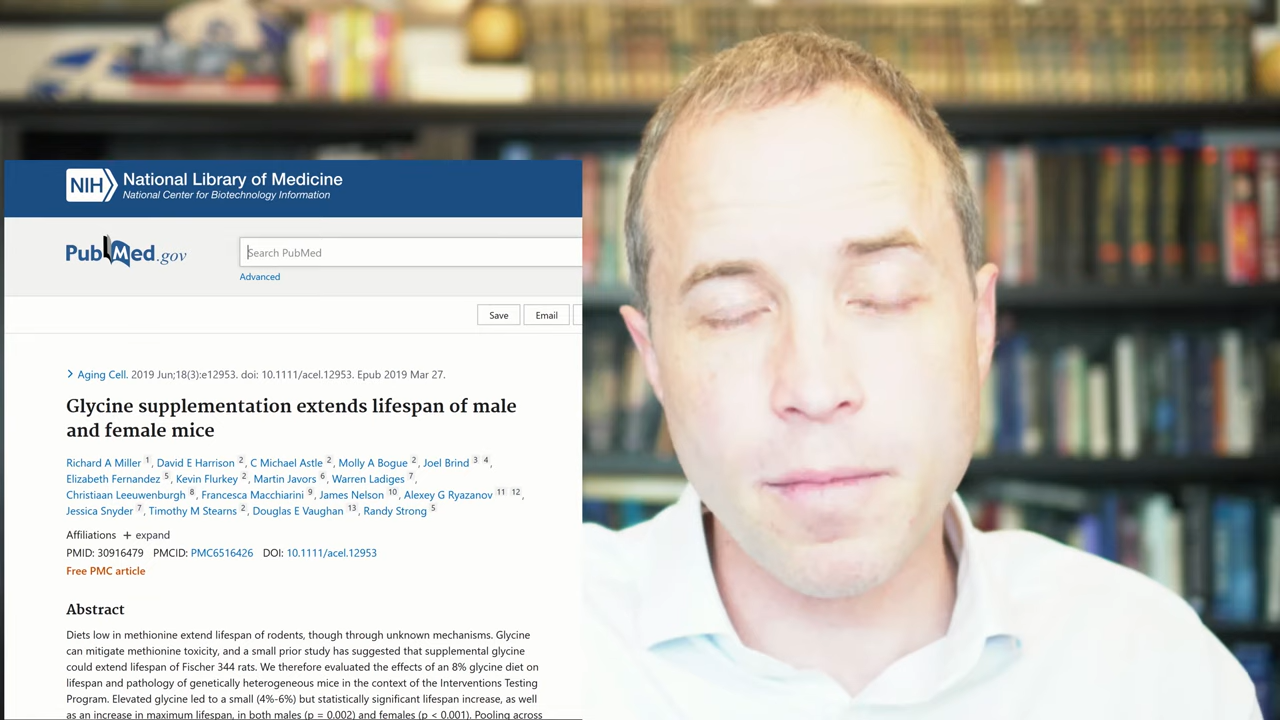 NIH National Library of Medicine
National Center for Biotechnology Information
PubMed.gov
Search PubMed
Advanced
Save Email
Aging Cell. 2019 Jun;18(3):e12953. doi: 10.1111/acel.12953. Epub 2019 Mar 27.
Glycine supplementation extends lifespan of male
and female mice
Richard A Miller 1, David E Harrison 2, C Michael Astle 2, Molly A Bogue 2, Joel Brind 3 4,
Elizabeth Fernandez 5, Kevin Flurkey 2, Martin Javors 6, Warren Ladiges 7,
Christiaan Leeuwenburgh 8, Francesca Macchiarini 9, James Nelson 10, Alexey G Ryazanov 11 12,
Jessica Snyder 7, Timothy M Stearns 2, Douglas E Vaughan 13, Randy Strong 5
Affiliations + expand
PMID: 30916479 PMCID: PMC6516426 DOI: 10.1111/acel.12953
Free PMC article
Abstract
Diets low in methionine extend lifespan of rodents, though through unknown mechanisms. Glycine
can mitigate methionine toxicity, and a small prior study has suggested that supplemental glycine
could extend lifespan of Fischer 344 rats. We therefore evaluated the effects of an 8% glycine diet on
lifespan and pathology of genetically heterogeneous mice in the context of the Interventions Testing
Program. Elevated glycine led to a small (4%-6%) but statistically significant lifespan increase, as well
as an increase in maximum lifespan, in both males (p = 0.002) and females (p < 0.001). Pooling across